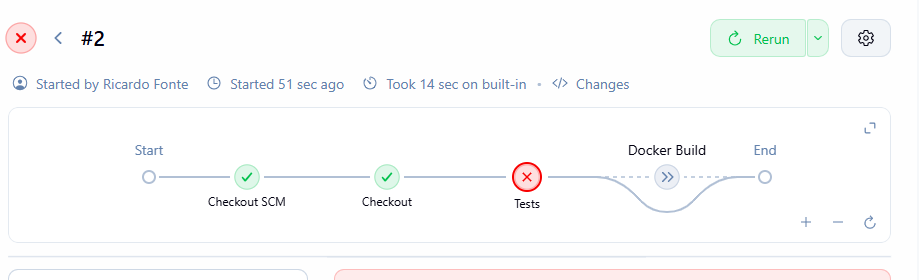 #2
Rerun
Started by Ricardo Fonte
Started 51 sec ago
Took 14 sec on built-in
Changes
Start
Docker Build
End
Checkout SCM
Checkout
Tests